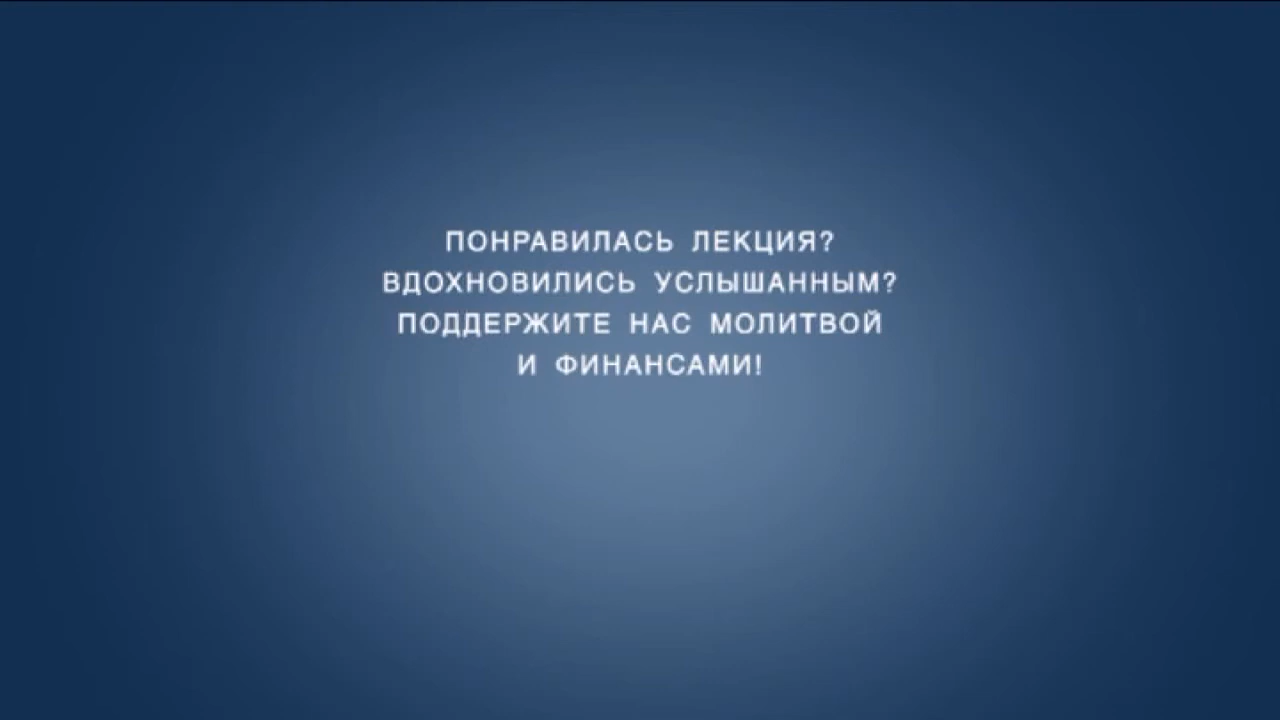 ПОНРАВИЛАСЬ ЛЕКЦИЯ?
ВДОХНОВИЛИСЬ УСЛЫШАННЫМ?
ПОДДЕРЖИТЕ НАС МОЛИТВОЙ
И ФИНАНСАМИ!